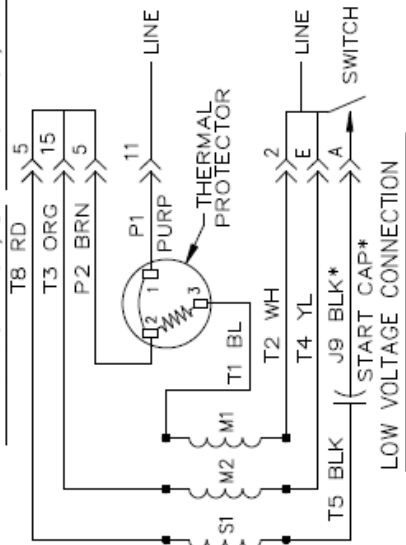 T8 RD 5
T3 ORG 15
P2 BRN 5
P1 11 LINE
PURP
THERMAL
PROTECTOR
1
2
3
T1 BL
T2 WH 2 LINE
T4 YL E
J9 BLK* A SWITCH
START CAP*
T5 BLK
M1
M2
S1
LOW VOLTAGE CONNECTION